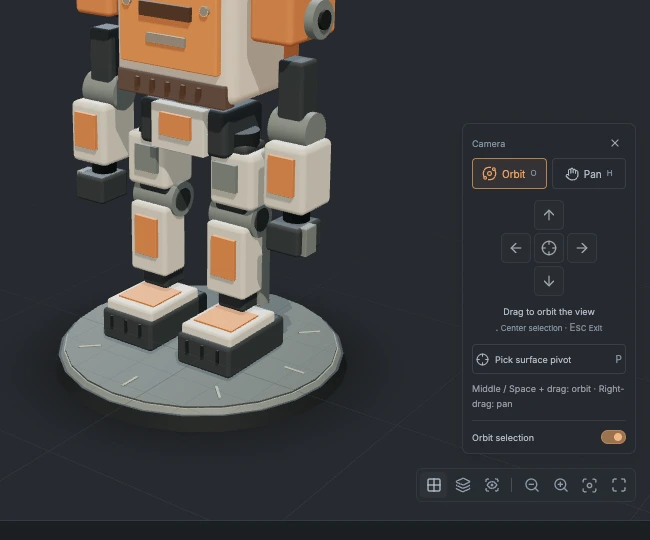 Camera
Orbit O
Pan H
Drag to orbit the view
. Center selection · Esc Exit
Pick surface pivot P
Middle / Space + drag: orbit · Right-
drag: pan
Orbit selection